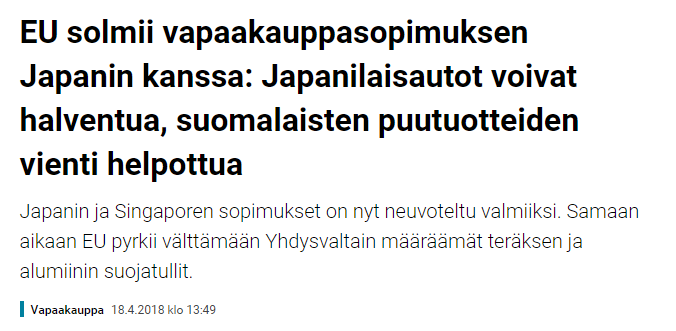 EU solmii vapaakauppasopimuksen
Japanin kanssa: Japanilaisautot voivat
halventua, suomalaisten puutuotteiden
vienti helpottua
Japanin ja Singaporen sopimukset on nyt neuvoteltu valmiiksi. Samaan
aikaan EU pyrkii välttämään Yhdysvaltain määräämät teräksen ja
alumiinin suojatullit.
Vapaakauppa 18.4.2018 klo 13:49